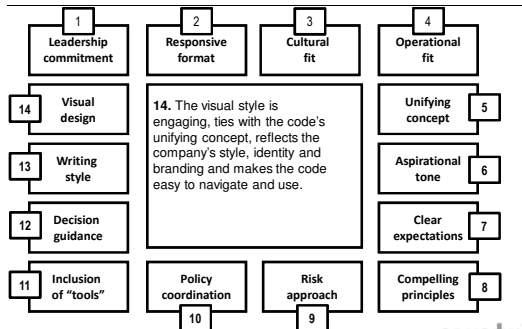 1
Leadership
commitment
2
Responsive
format
3
Cultural
fit
4
Operational
fit
14
Visual
design
14. The visual style is
engaging, ties with the code's
unifying concept, reflects the
company's style, identity and
branding and makes the code
easy to navigate and use.
Unifying
concept
5
13
Writing
style
Aspirational
tone
6
12
Decision
guidance
Clear
expectations
7
11
Inclusion
of "tools"
Policy
coordination
10
Risk
approach
9
Compelling
principles
8